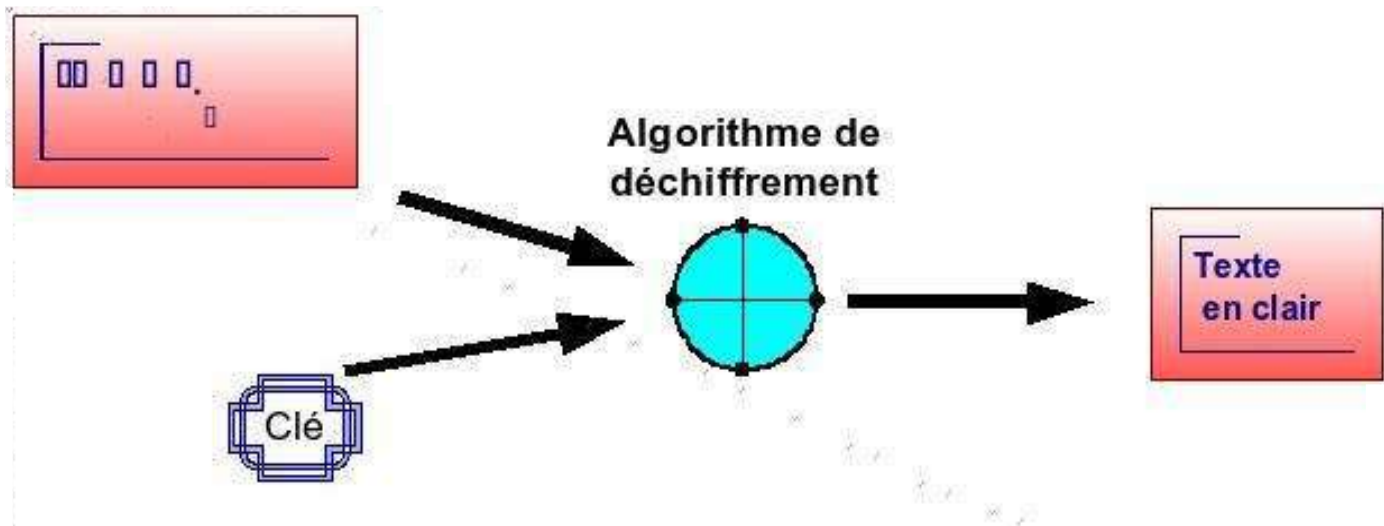 Algorithme de
déchiffrement
Texte
en clair
Clé